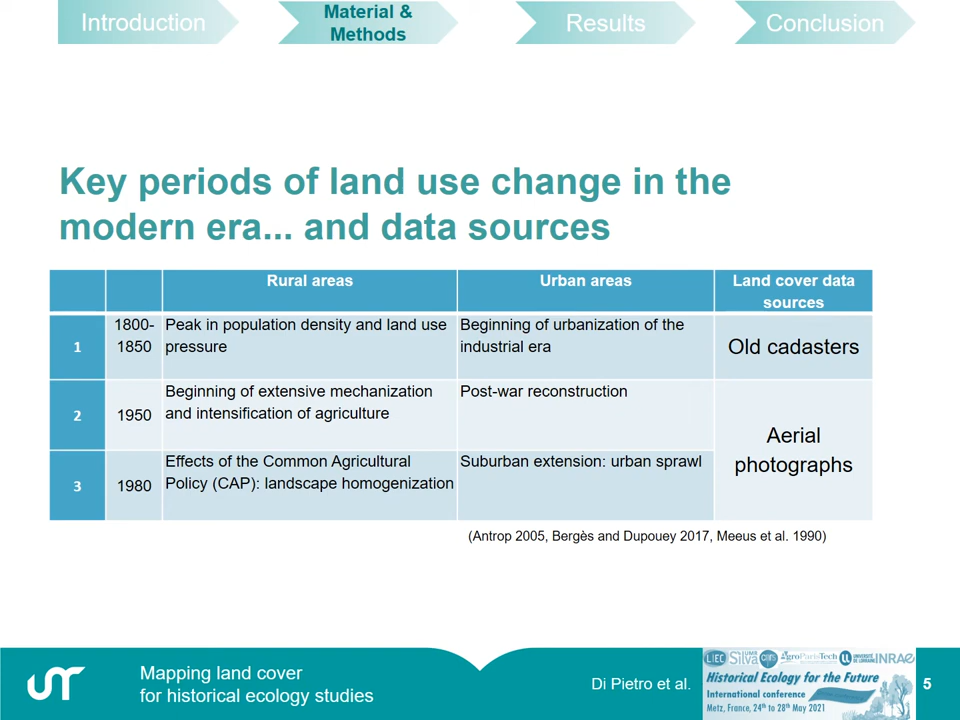 Introduction
Material &
Methods
Results
Conclusion
Key periods of land use change in the
modern era... and data sources
Rural areas
Urban areas
Land cover data
sources
1
1800-
1850
Peak in population density and land use
pressure
Beginning of urbanization of the
industrial era
Old cadasters
2
1950
Beginning of extensive mechanization
and intensification of agriculture
Post-war reconstruction
Aerial
photographs
3
1980
Effects of the Common Agricultural
Policy (CAP): landscape homogenization
Suburban extension: urban sprawl
(Antrop 2005, Bergès and Dupouey 2017, Meeus et al. 1990)
Mapping land cover
for historical ecology studies
Di Pietro et al.
LIEC
UMR
Silva
AgroParisTech
UNIVERSITÉ
DE LORRAINE
INRAE
Historical Ecology for the Future
International conference
Metz, France, 24th to 28th May 2021
5